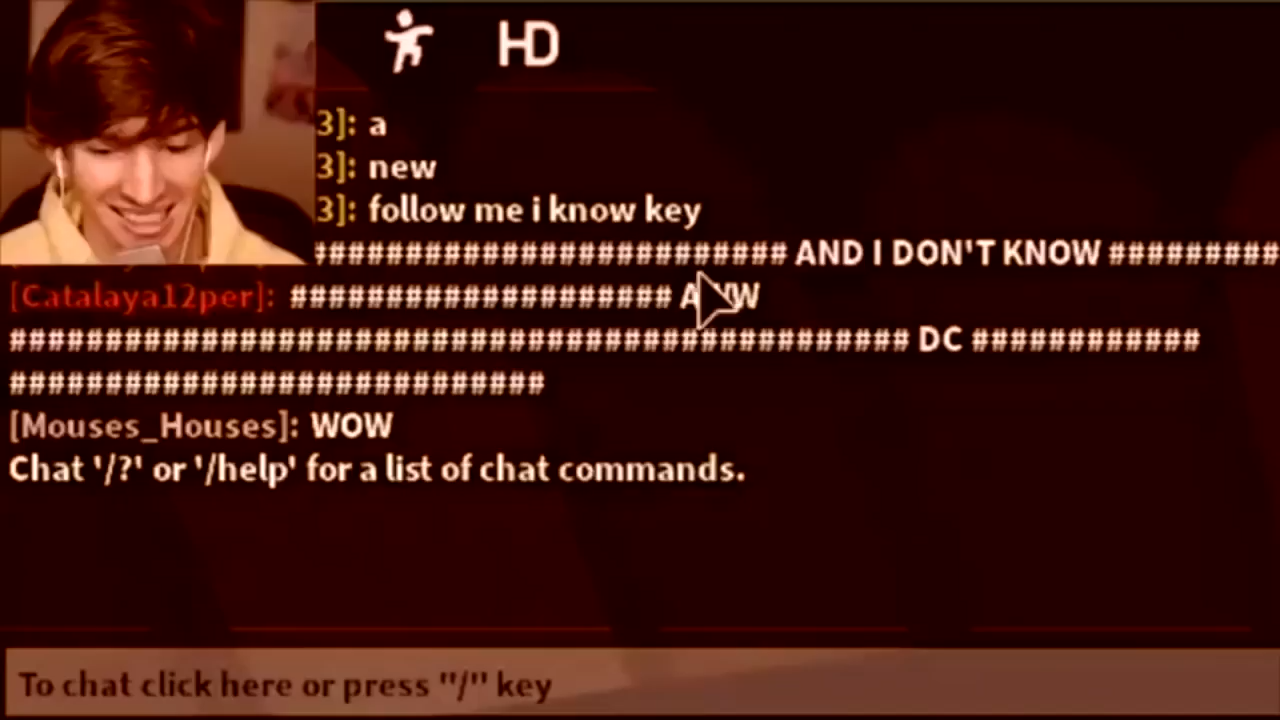 HD
3]: a
3]: new
3]: follow me i know key
######################### AND I DON'T KNOW #########
[Catalaya12per]: #################### 
############################################### DC ############
############################
[Mouses_Houses]: WOW
Chat '/?' or '/help' for a list of chat commands.
To chat click here or press "/" key